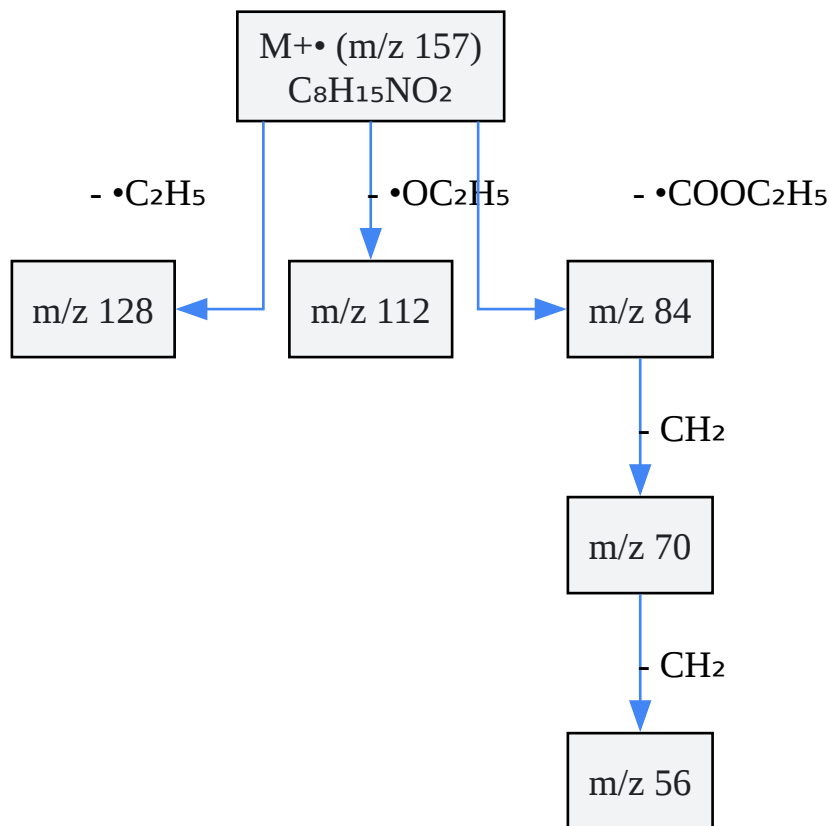 M+• (m/z 157)
C₈H₁₅NO₂
- •C₂H₅
- •OC₂H₅
- •COOC₂H₅
m/z 128
m/z 112
m/z 84
- CH₂
m/z 70
- CH₂
m/z 56